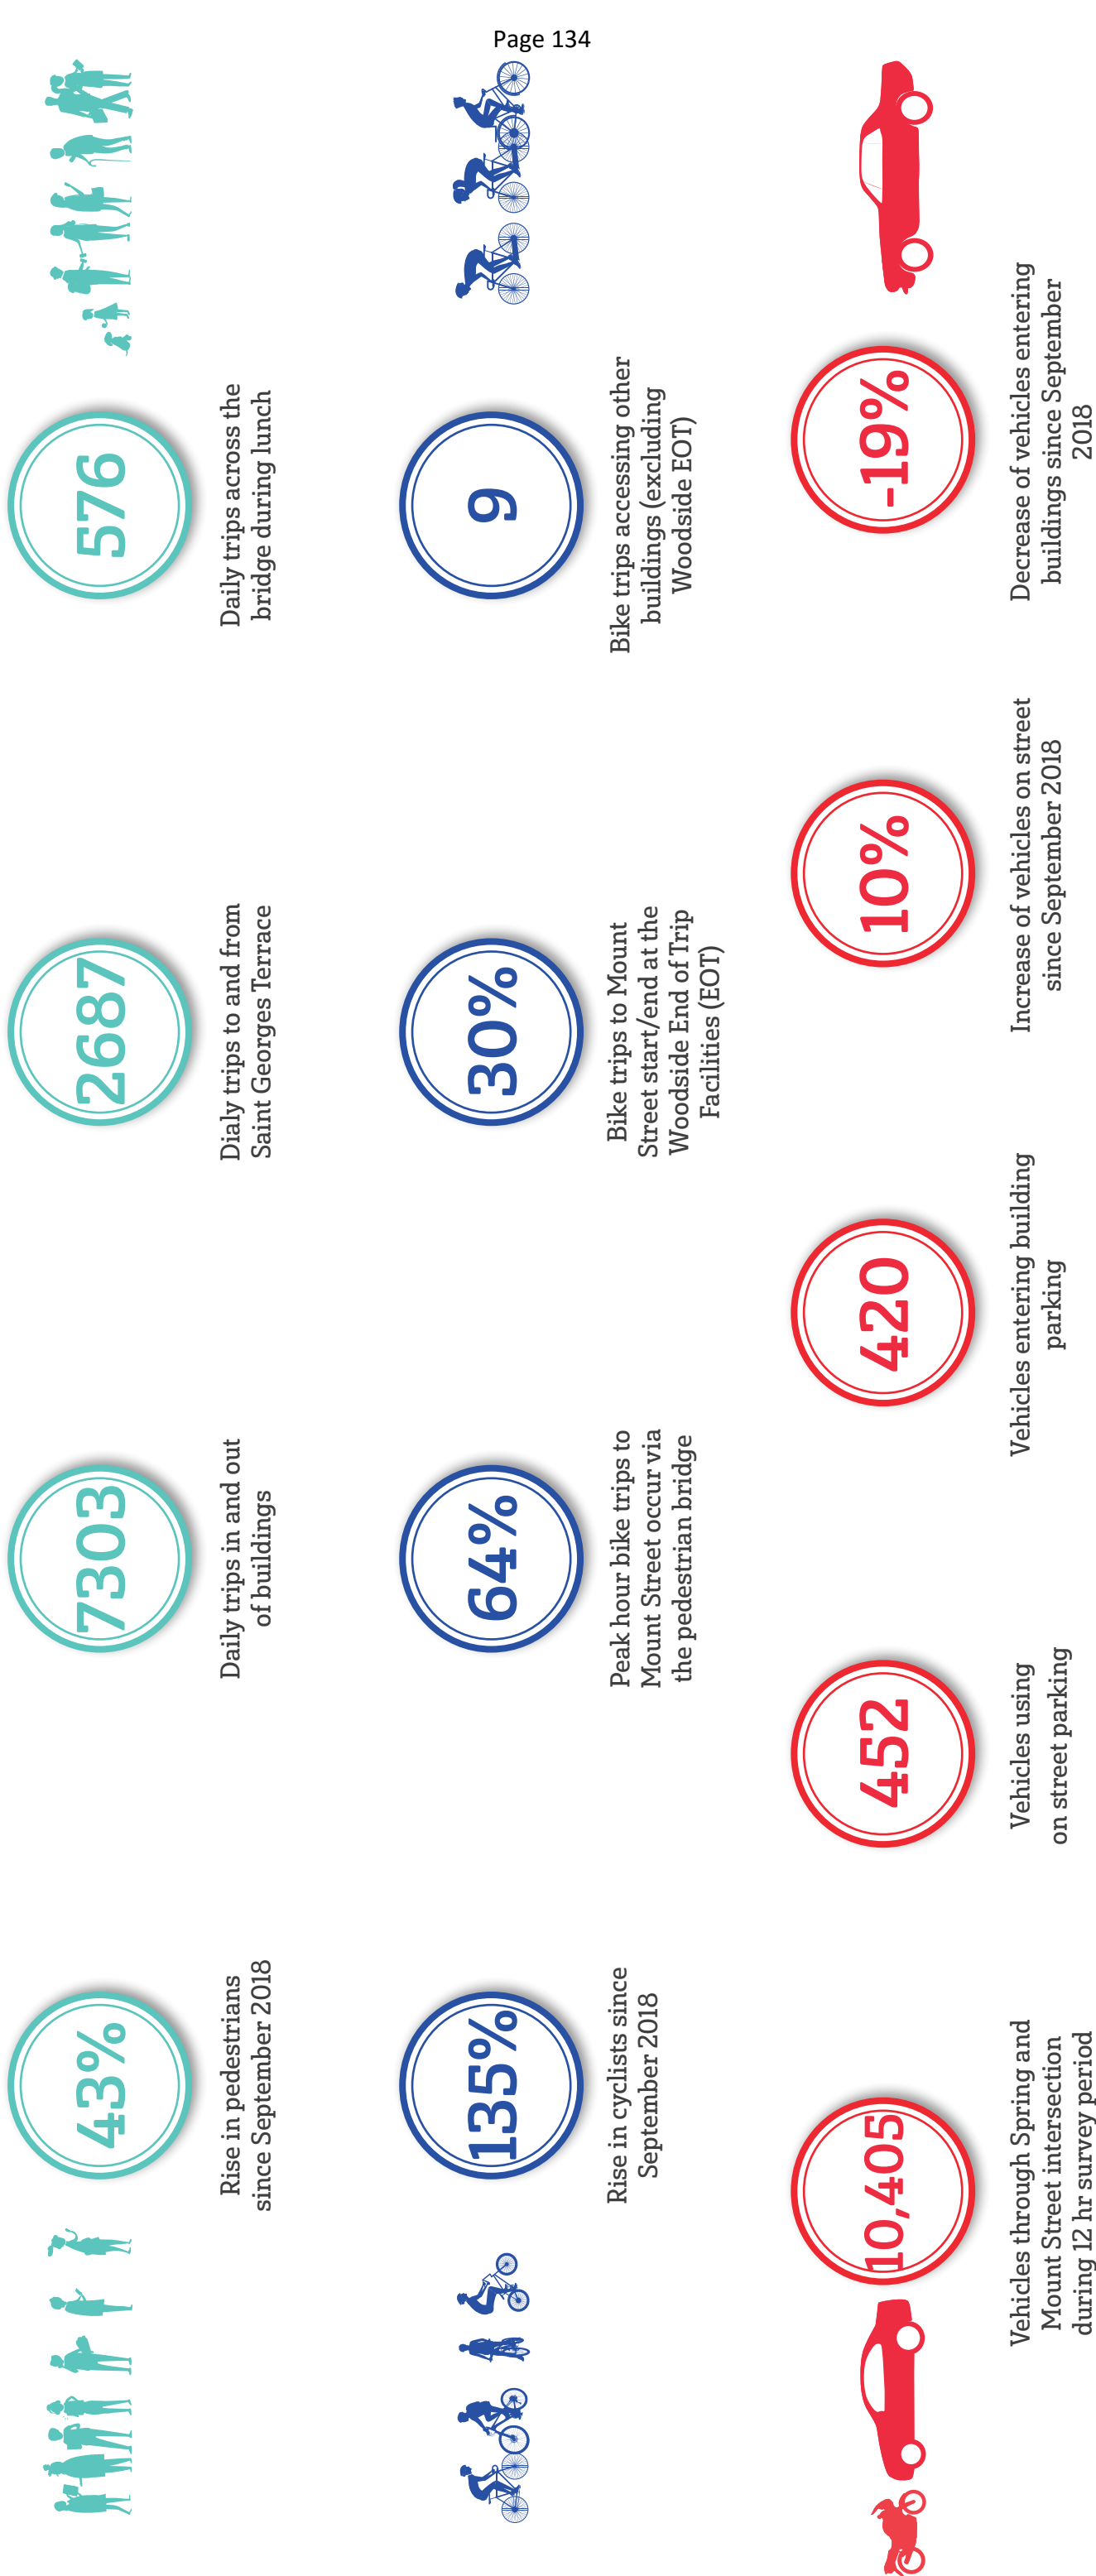 Page 134
43%
Rise in pedestrians
since September 2018
7303
Daily trips in and out
of buildings
2687
Dialy trips to and from
Saint Georges Terrace
576
Daily trips across the
bridge during lunch
135%
Rise in cyclists since
September 2018
64%
Peak hour bike trips to
Mount Street occur via
the pedestrian bridge
30%
Bike trips to Mount
Street start/end at the
Woodside End of Trip
Facilities (EOT)
9
Bike trips accessing other
buildings (excluding
Woodside EOT)
10,405
Vehicles through Spring and
Mount Street intersection
during 12 hr survey period
452
Vehicles using
on street parking
420
Vehicles entering building
parking
10%
Increase of vehicles on street
since September 2018
-19%
Decrease of vehicles entering
buildings since September
2018